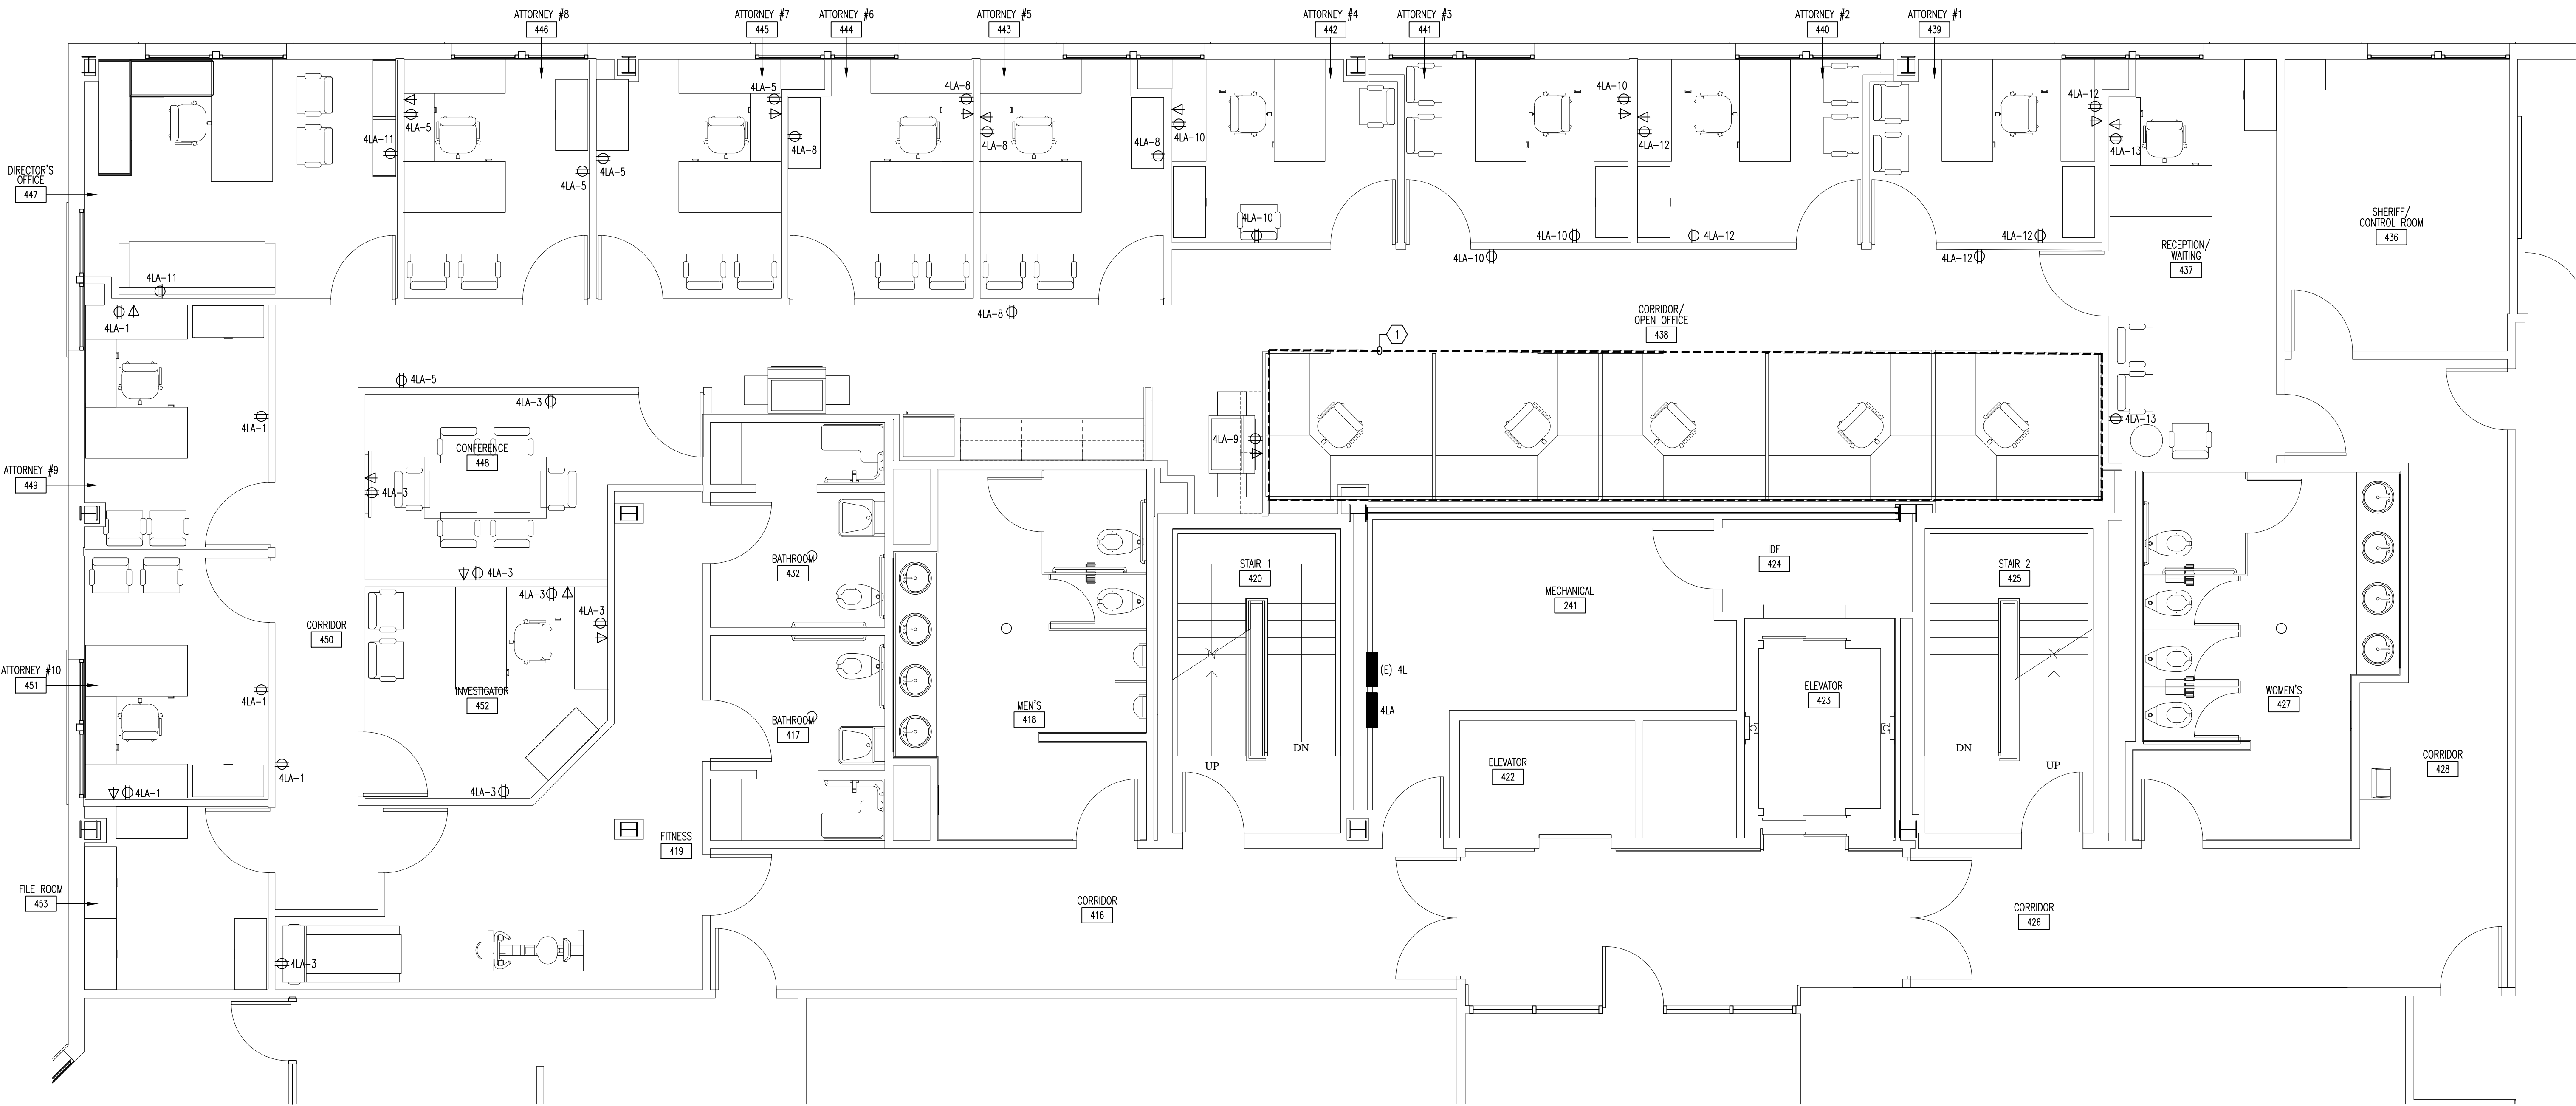 ATTORNEY #8
446
ATTORNEY #7
445
ATTORNEY #6
444
ATTORNEY #5
443
ATTORNEY #4
442
ATTORNEY #3
441
ATTORNEY #2
440
ATTORNEY #1
439
4LA-5
4LA-5
4LA-8
4LA-10
4LA-10
4LA-12
4LA-12
4LA-13
4LA-11
4LA-8
4LA-8
4LA-8
4LA-5
4LA-5
DIRECTOR'S
OFFICE
447
4LA-10
4LA-10
4LA-12
4LA-12
4LA-10
4LA-12
SHERIFF/
CONTROL ROOM
436
RECEPTION/
WAITING
437
4LA-11
4LA-1
4LA-8
CORRIDOR/
OPEN OFFICE
438
1
4LA-5
4LA-3
4LA-1
4LA-9
4LA-13
CONFERENCE
448
ATTORNEY #9
449
4LA-3
4LA-3
BATHROOM
432
STAIR 1
420
IDF
424
STAIR 2
425
MECHANICAL
241
4LA-3
4LA-3
CORRIDOR
450
ATTORNEY #10
451
4LA-1
INVESTIGATOR
452
(E) 4L
4LA
ELEVATOR
423
WOMEN'S
427
BATHROOM
417
MEN'S
418
DN
UP
DN
UP
ELEVATOR
422
CORRIDOR
428
4LA-1
4LA-1
4LA-3
FITNESS
419
FILE ROOM
453
CORRIDOR
416
CORRIDOR
426
4LA-3